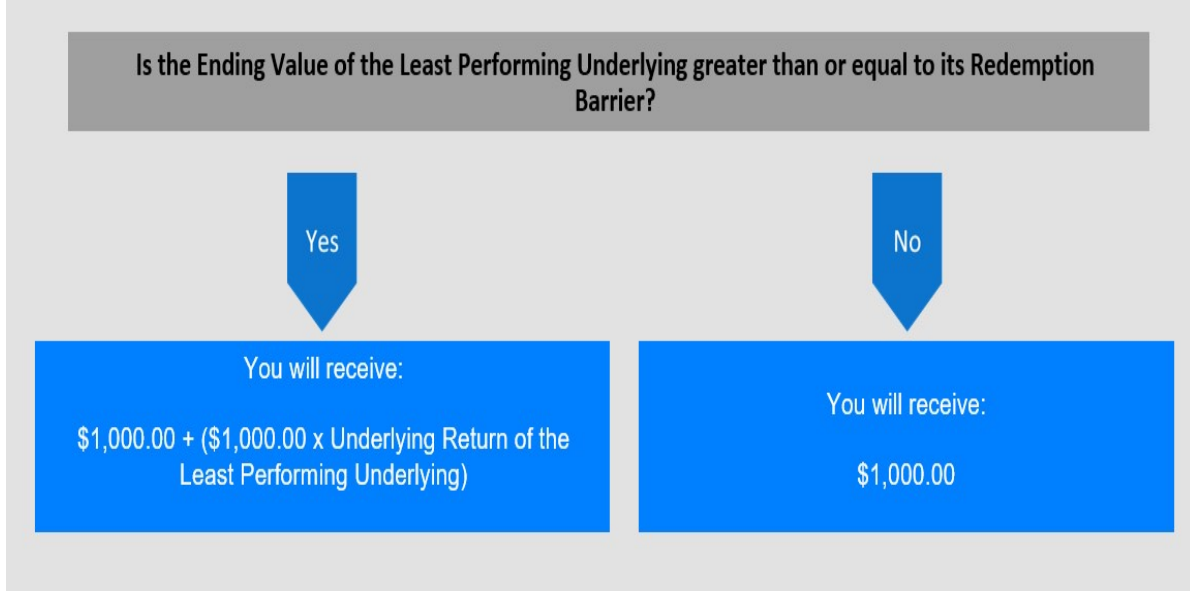 Is the Ending Value of the Least Performing Underlying greater than or equal to its Redemption
Barrier?
Yes
No
You will receive:
$1,000.00 + ($1,000.00 x Underlying Return of the
Least Performing Underlying)
You will receive:
$1,000.00